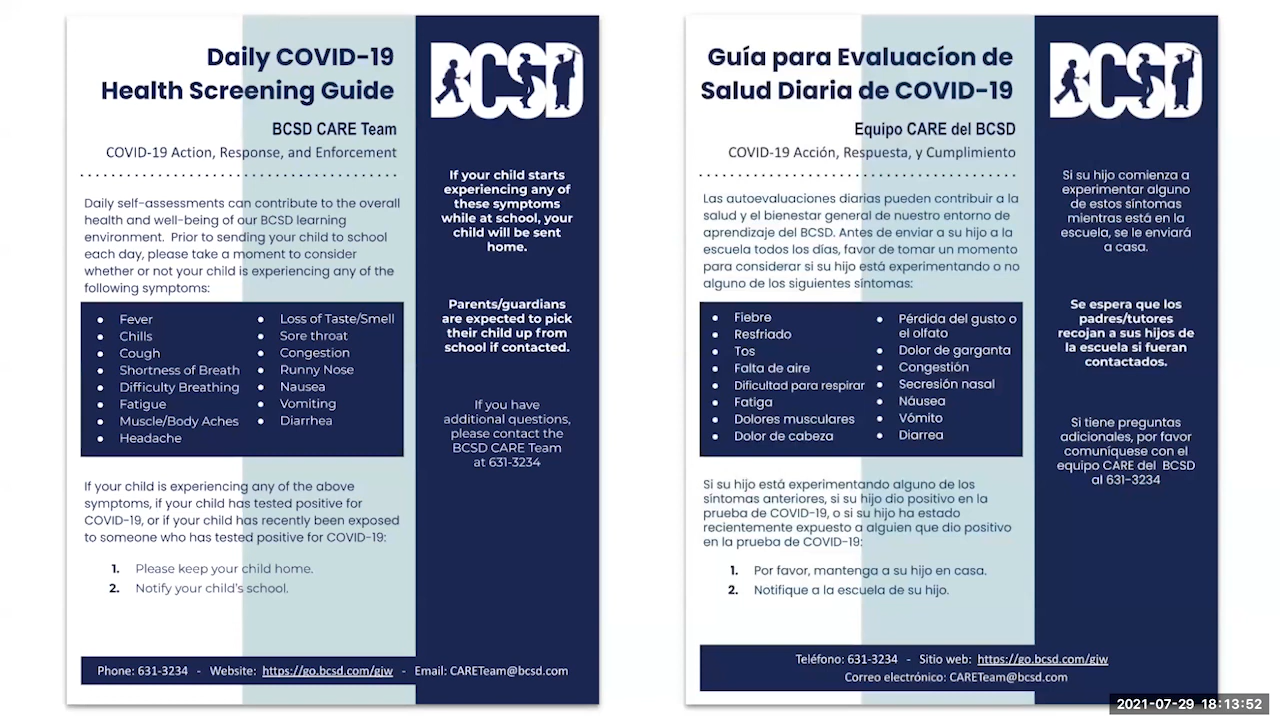 Daily COVID-19
Health Screening Guide
BCSD CARE Team
COVID-19 Action, Response, and Enforcement
Daily self-assessments can contribute to the overall
health and well-being of our BCSD learning
environment. Prior to sending your child to school
each day, please take a moment to consider
whether or not your child is experiencing any of the
following symptoms:
● Fever
● Chills
● Cough
● Shortness of Breath
● Difficulty Breathing
● Fatigue
● Muscle/Body Aches
● Headache
● Loss of Taste/Smell
● Sore throat
● Congestion
● Runny Nose
● Nausea
● Vomiting
● Diarrhea
If your child is experiencing any of the above
symptoms, if your child has tested positive for
COVID-19, or if your child has recently been exposed
to someone who has tested positive for COVID-19:
1. Please keep your child home.
2. Notify your child's school.
BCSD
If your child starts
experiencing any of
these symptoms
while at school, your
child will be sent
home.
Parents/guardians
are expected to pick
their child up from
school if contacted.
If you have
additional questions,
please contact the
BCSD CARE Team
at 631-3234
Phone: 631-3234 - Website: https://go.bcsd.com/giw - Email: CARETeam@bcsd.com
Guía para Evaluacíon de
Salud Diaria de COVID-19
Equipo CARE del BCSD
COVID-19 Acción, Respuesta, y Cumplimiento
Las autoevaluaciones diarias pueden contribuir a la
salud y el bienestar general de nuestro entorno de
aprendizaje del BCSD. Antes de enviar a su hijo a la
escuela todos los días, favor de tomar un momento
para considerar si su hijo está experimentando o no
alguno de los siguientes síntomas:
● Fiebre
● Resfriado
● Tos
● Falta de aire
● Dificultad para respirar
● Fatiga
● Dolores musculares
● Dolor de cabeza
● Pérdida del gusto o
el olfato
● Dolor de garganta
● Congestión
● Secresión nasal
● Náusea
● Vómito
● Diarrea
Si su hijo está experimentando alguno de los
síntomas anteriores, si su hijo dio positivo en la
prueba de COVID-19, o si su hijo ha estado
recientemente expuesto a alguien que dio positivo
en la prueba de COVID-19:
1. Por favor, mantenga a su hijo en casa.
2. Notifique a la escuela de su hijo.
BCSD
Si su hijo comienza a
experimentar alguno
de estos síntomas
mientras está en la
escuela, se le enviará
a casa.
Se espera que los
padres/tutores
recojan a sus hijos de
la escuela si fueran
contactados.
Si tiene preguntas
adicionales, por favor
comuníquese con el
equipo CARE del BCSD
al 631-3234
Teléfono: 631-3234 - Sitio web: https://go.bcsd.com/giw
Correo electrónico: CARETeam@bcsd.com
2021-07-29 18:13:52